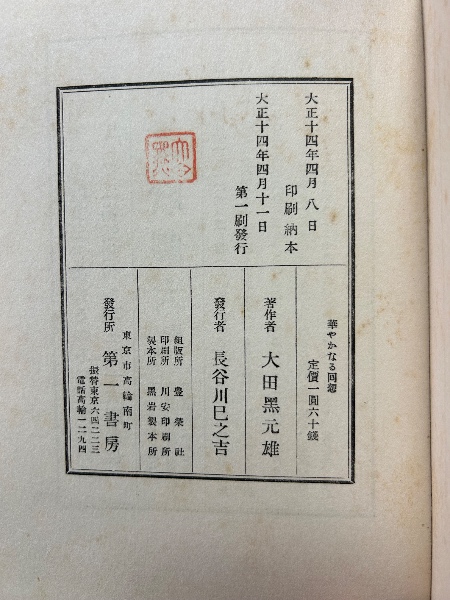 大正十四年四月八日
印刷納本
大正十四年四月十一日
第一刷發行
華やかなる回想
定價一圓六十錢
著作者 大田黑元雄
發行者 長谷川巳之吉
組版所 豊榮社
印刷所 川安印刷所
製本所 黑岩製本所
東京市高輪南町
發行所 第一書房
振替東京六四二二三
電話高輪一二九四